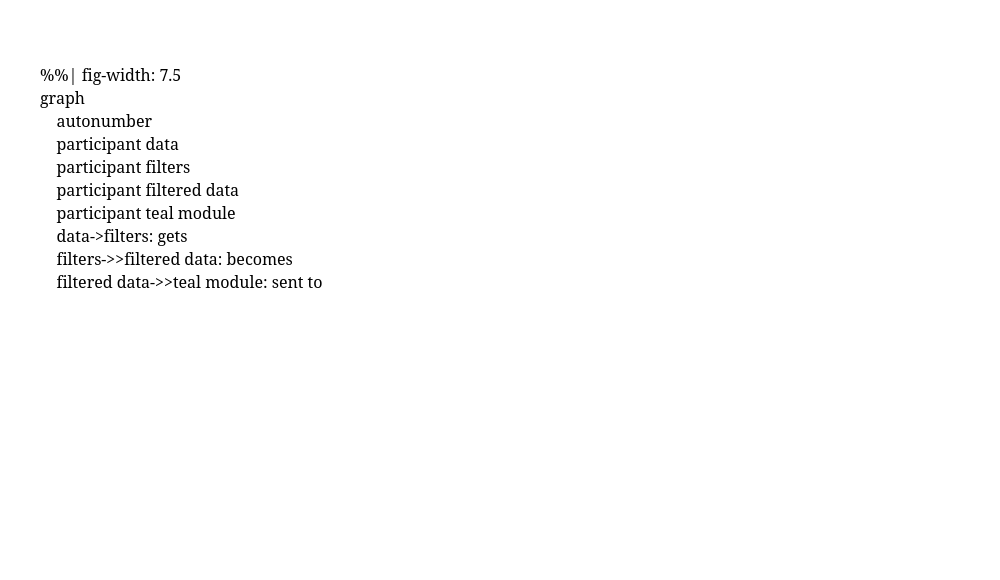 %%| fig-width: 7.5
graph
    autonumber
    participant data
    participant filters
    participant filtered data
    participant teal module
    data->filters: gets
    filters->>filtered data: becomes
    filtered data->>teal module: sent to